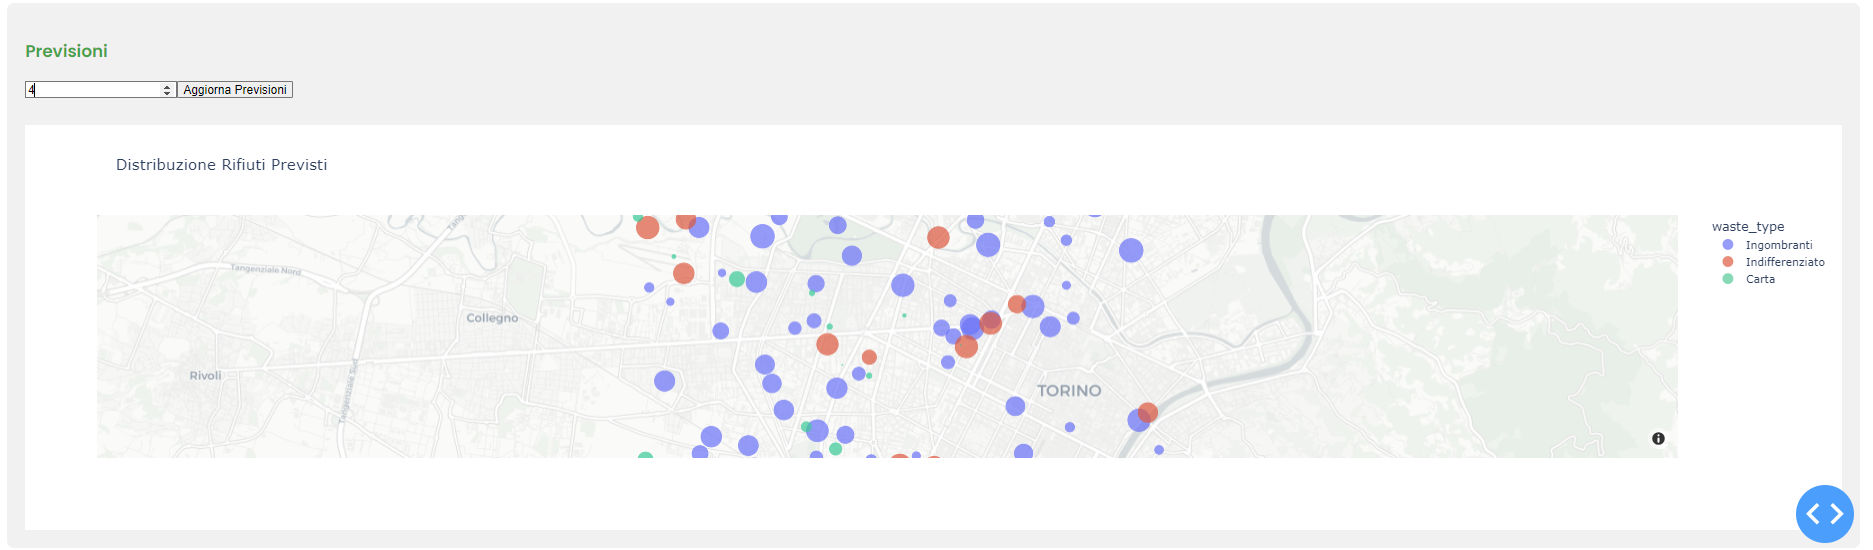 Previsioni
4
Aggiorna Previsioni
Distribuzione Rifiuti Previsti
waste_type
Ingombranti
Indifferenziato
Carta
Tangenziale Nord
Collegno
Rivoli
Tangenziale Sud
TORINO